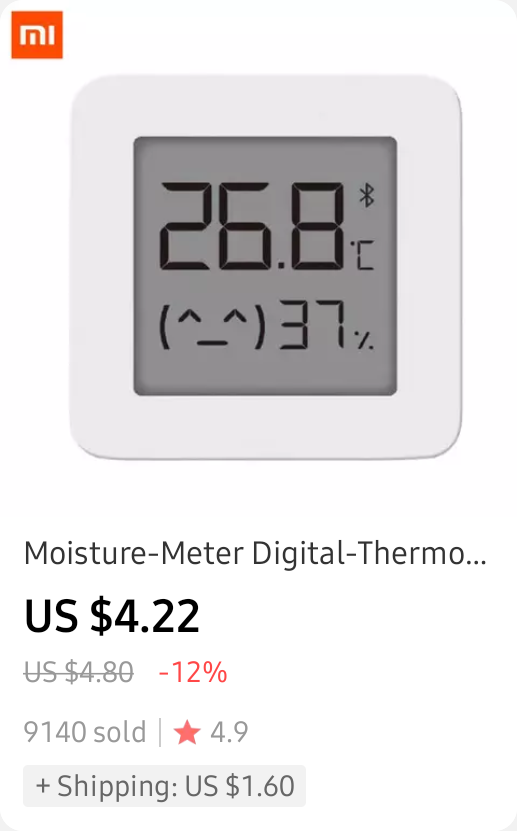 mi
26.8 °C
(^_^) 37 %
Moisture-Meter Digital-Thermo...
US $4.22
US $4.80 -12%
9140 sold | ★ 4.9
+ Shipping: US $1.60